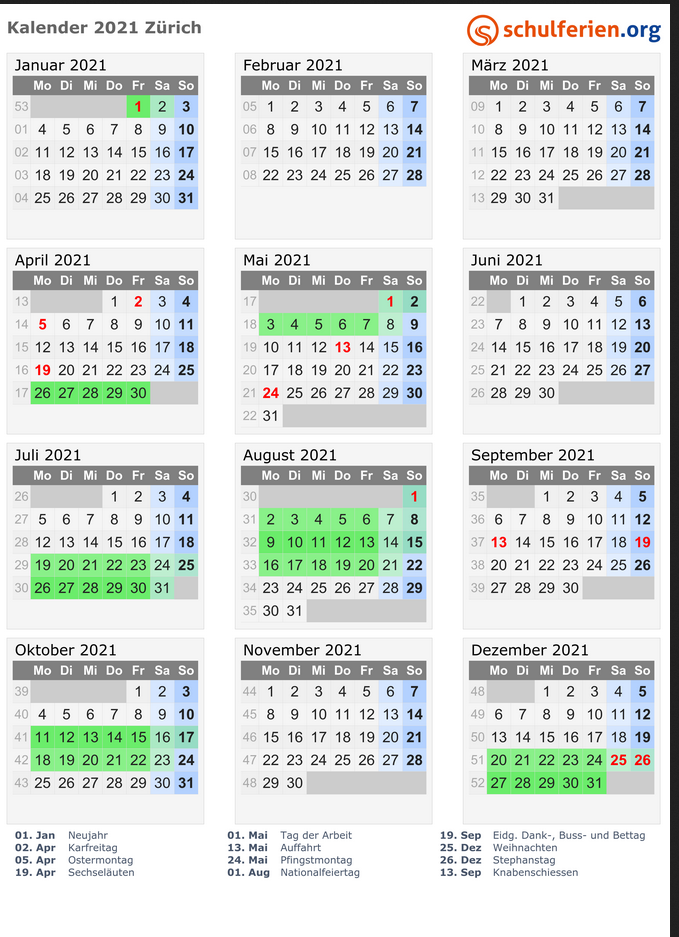 Kalender 2021 Zürich
schulferien.org
Januar 2021
Mo Di Mi Do Fr Sa So
53 1 2 3
01 4 5 6 7 8 9 10
02 11 12 13 14 15 16 17
03 18 19 20 21 22 23 24
04 25 26 27 28 29 30 31
Februar 2021
Mo Di Mi Do Fr Sa So
05 1 2 3 4 5 6 7
06 8 9 10 11 12 13 14
07 15 16 17 18 19 20 21
08 22 23 24 25 26 27 28
März 2021
Mo Di Mi Do Fr Sa So
09 1 2 3 4 5 6 7
10 8 9 10 11 12 13 14
11 15 16 17 18 19 20 21
12 22 23 24 25 26 27 28
13 29 30 31
April 2021
Mo Di Mi Do Fr Sa So
13 1 2 3 4
14 5 6 7 8 9 10 11
15 12 13 14 15 16 17 18
16 19 20 21 22 23 24 25
17 26 27 28 29 30
Mai 2021
Mo Di Mi Do Fr Sa So
17 1 2
18 3 4 5 6 7 8 9
19 10 11 12 13 14 15 16
20 17 18 19 20 21 22 23
21 24 25 26 27 28 29 30
22 31
Juni 2021
Mo Di Mi Do Fr Sa So
22 1 2 3 4 5 6
23 7 8 9 10 11 12 13
24 14 15 16 17 18 19 20
25 21 22 23 24 25 26 27
26 28 29 30
Juli 2021
Mo Di Mi Do Fr Sa So
26 1 2 3 4
27 5 6 7 8 9 10 11
28 12 13 14 15 16 17 18
29 19 20 21 22 23 24 25
30 26 27 28 29 30 31
August 2021
Mo Di Mi Do Fr Sa So
30 1
31 2 3 4 5 6 7 8
32 9 10 11 12 13 14 15
33 16 17 18 19 20 21 22
34 23 24 25 26 27 28 29
35 30 31
September 2021
Mo Di Mi Do Fr Sa So
35 1 2 3 4 5
36 6 7 8 9 10 11 12
37 13 14 15 16 17 18 19
38 20 21 22 23 24 25 26
39 27 28 29 30
Oktober 2021
Mo Di Mi Do Fr Sa So
39 1 2 3
40 4 5 6 7 8 9 10
41 11 12 13 14 15 16 17
42 18 19 20 21 22 23 24
43 25 26 27 28 29 30 31
November 2021
Mo Di Mi Do Fr Sa So
44 1 2 3 4 5 6 7
45 8 9 10 11 12 13 14
46 15 16 17 18 19 20 21
47 22 23 24 25 26 27 28
48 29 30
Dezember 2021
Mo Di Mi Do Fr Sa So
48 1 2 3 4 5
49 6 7 8 9 10 11 12
50 13 14 15 16 17 18 19
51 20 21 22 23 24 25 26
52 27 28 29 30 31
01. Jan Neujahr
02. Apr Karfreitag
05. Apr Ostermontag
19. Apr Sechseläuten
01. Mai Tag der Arbeit
13. Mai Auffahrt
24. Mai Pfingstmontag
01. Aug Nationalfeiertag
19. Sep Eidg. Dank-, Buss- und Bettag
25. Dez Weihnachten
26. Dez Stephanstag
13. Sep Knabenschiessen